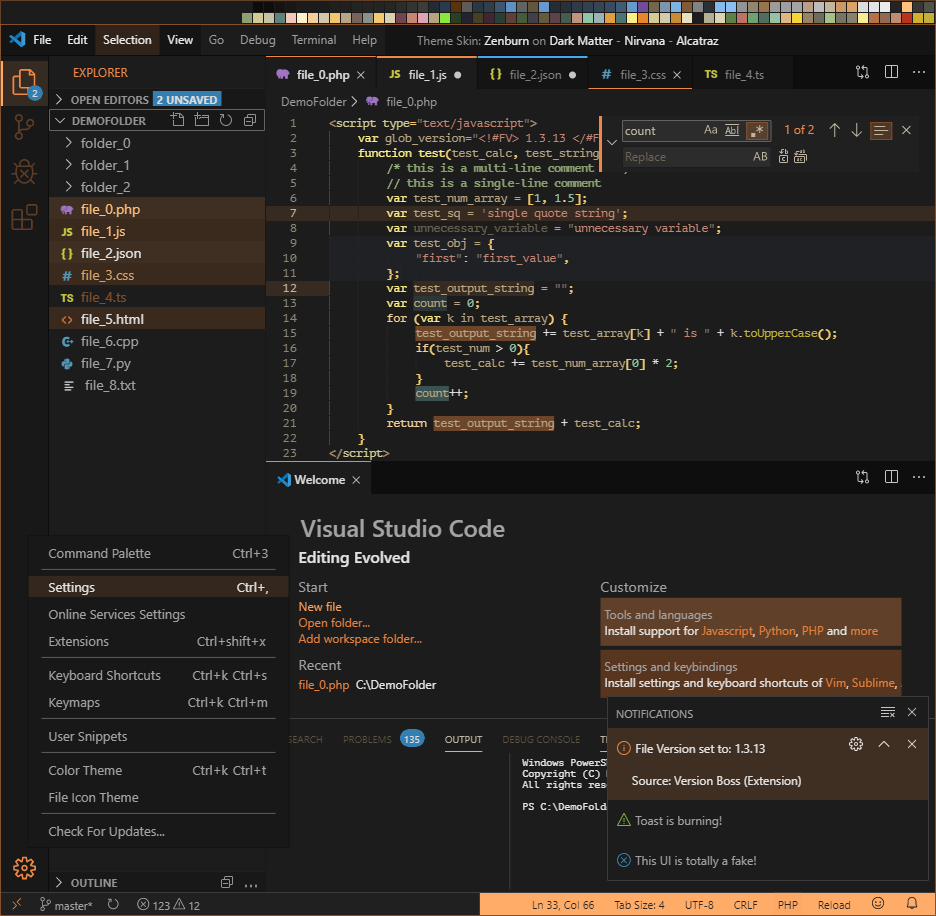 File Edit Selection View Go Debug Terminal Help Theme Skin: Zenburn on Dark Matter - Nirvana - Alcatraz
2
EXPLORER
OPEN EDITORS 2 UNSAVED
DEMOFOLDER
folder_0
folder_1
folder_2
file_0.php
JS file_1.js
{} file_2.json
# file_3.css
TS file_4.ts
<> file_5.html
file_6.cpp
file_7.py
file_8.txt
file_0.php
JS file_1.js
{} file_2.json
# file_3.css
TS file_4.ts
DemoFolder > file_0.php
count Aa Abl .* 1 of 2
Replace AB
1 <script type="text/javascript">
2 var glob_version="<!#FV> 1.3.13 </#F
3 function test(test_calc, test_string
4 /* this is a multi-line comment
5 // this is a single-line comment
6 var test_num_array = [1, 1.5];
7 var test_sq = 'single quote string';
8 var unnecessary_variable = "unnecessary variable";
9 var test_obj = {
10 "first": "first_value",
11 };
12 var test_output_string = "";
13 var count = 0;
14 for (var k in test_array) {
15 test_output_string += test_array[k] + " is " + k.toUpperCase();
16 if(test_num > 0){
17 test_calc += test_num_array[0] * 2;
18 }
19 count++;
20 }
21 return test_output_string + test_calc;
22 }
23 </script>
Welcome
Visual Studio Code
Editing Evolved
Start
New file
Open folder...
Add workspace folder...
Recent
file_0.php C:\DemoFolder
Customize
Tools and languages
Install support for Javascript, Python, PHP and more
Settings and keybindings
Install settings and keyboard shortcuts of Vim, Sublime,
Command Palette Ctrl+3
Settings Ctrl+,
Online Services Settings
Extensions Ctrl+shift+x
Keyboard Shortcuts Ctrl+k Ctrl+s
Keymaps Ctrl+k Ctrl+m
User Snippets
Color Theme Ctrl+k Ctrl+t
File Icon Theme
Check For Updates...
SEARCH PROBLEMS 135 OUTPUT DEBUG CONSOLE T
Windows PowerS
Copyright (C)
All rights rese
PS C:\DemoFold
NOTIFICATIONS
File Version set to: 1.3.13
Source: Version Boss (Extension)
Toast is burning!
This UI is totally a fake!
OUTLINE
master* 123 12 Ln 33, Col 66 Tab Size: 4 UTF-8 CRLF PHP Reload